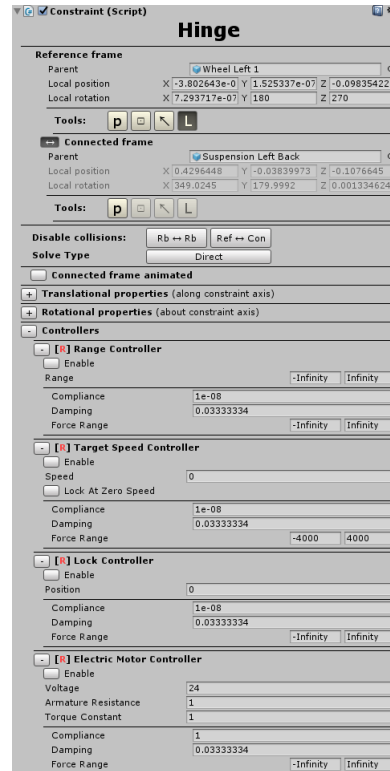 Constraint (Script)
Hinge
Reference frame
Parent Wheel Left 1
Local position X -3.802643e-0 Y 1.525337e-07 Z -0.09835422
Local rotation X 7.293717e-07 Y 180 Z 270
Tools: p L
Connected frame
Parent Suspension Left Back
Local position X 0.4296448 Y -0.03839973 Z -0.1076645
Local rotation X 349.0245 Y 179.9992 Z 0.001334624
Tools: p L
Disable collisions: Rb ↔ Rb Ref ↔ Con
Solve Type Direct
Connected frame animated
+ Translational properties (along constraint axis)
+ Rotational properties (about constraint axis)
- Controllers
- [R] Range Controller
Enable
Range -Infinity Infinity
Compliance 1e-08
Damping 0.03333334
Force Range -Infinity Infinity
- [R] Target Speed Controller
Enable
Speed 0
Lock At Zero Speed
Compliance 1e-08
Damping 0.03333334
Force Range -4000 4000
- [R] Lock Controller
Enable
Position 0
Compliance 1e-08
Damping 0.03333334
Force Range -Infinity Infinity
- [R] Electric Motor Controller
Enable
Voltage 24
Armature Resistance 1
Torque Constant 1
Compliance 1
Damping 0.03333334
Force Range -Infinity Infinity